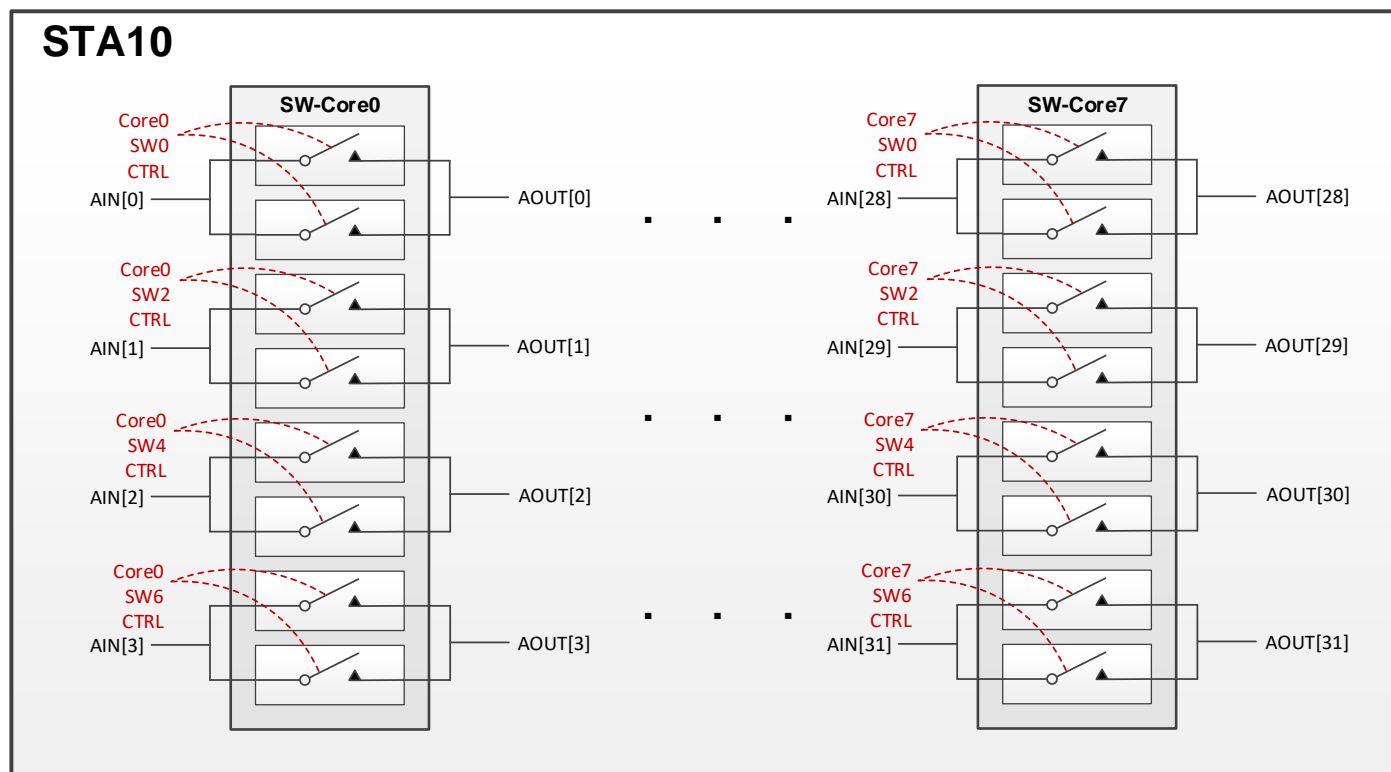 STA10
SW-Core0
Core0
SW0
CTRL
AIN[0]
AOUT[0]
Core0
SW2
CTRL
AIN[1]
AOUT[1]
Core0
SW4
CTRL
AIN[2]
AOUT[2]
Core0
SW6
CTRL
AIN[3]
AOUT[3]
. . .
. . .
. . .
SW-Core7
Core7
SW0
CTRL
AIN[28]
AOUT[28]
Core7
SW2
CTRL
AIN[29]
AOUT[29]
Core7
SW4
CTRL
AIN[30]
AOUT[30]
Core7
SW6
CTRL
AIN[31]
AOUT[31]